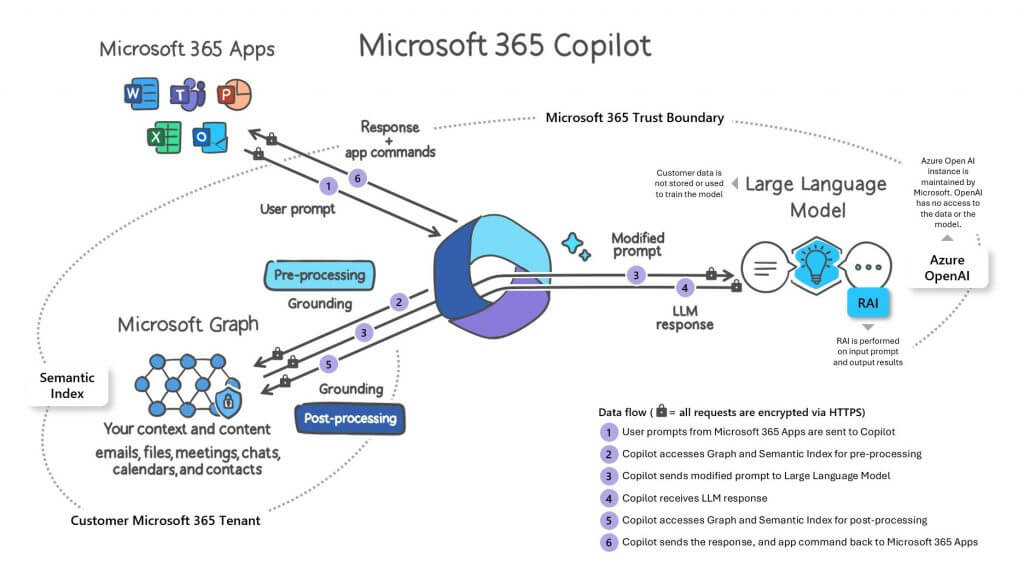 Microsoft 365 Copilot
Microsoft 365 Apps
W
T
P
X
O
Response
+
app commands
6
1
User prompt
Microsoft 365 Trust Boundary
Customer data is
not stored or used
to train the model
Large Language
Model
Azure Open AI
instance is
maintained by
Microsoft. OpenAI
has no access to
the data or the
model.
Azure
OpenAI
Modified
prompt
3
4
LLM
response
RAI
RAI is performed
on input prompt
and output results
Pre-processing
Grounding
2
3
5
Microsoft Graph
Semantic
Index
Grounding
Post-processing
Your context and content
emails, files, meetings, chats,
calendars, and contacts
Customer Microsoft 365 Tenant
Data flow ( = all requests are encrypted via HTTPS)
1 User prompts from Microsoft 365 Apps are sent to Copilot
2 Copilot accesses Graph and Semantic Index for pre-processing
3 Copilot sends modified prompt to Large Language Model
4 Copilot receives LLM response
5 Copilot accesses Graph and Semantic Index for post-processing
6 Copilot sends the response, and app command back to Microsoft 365 Apps